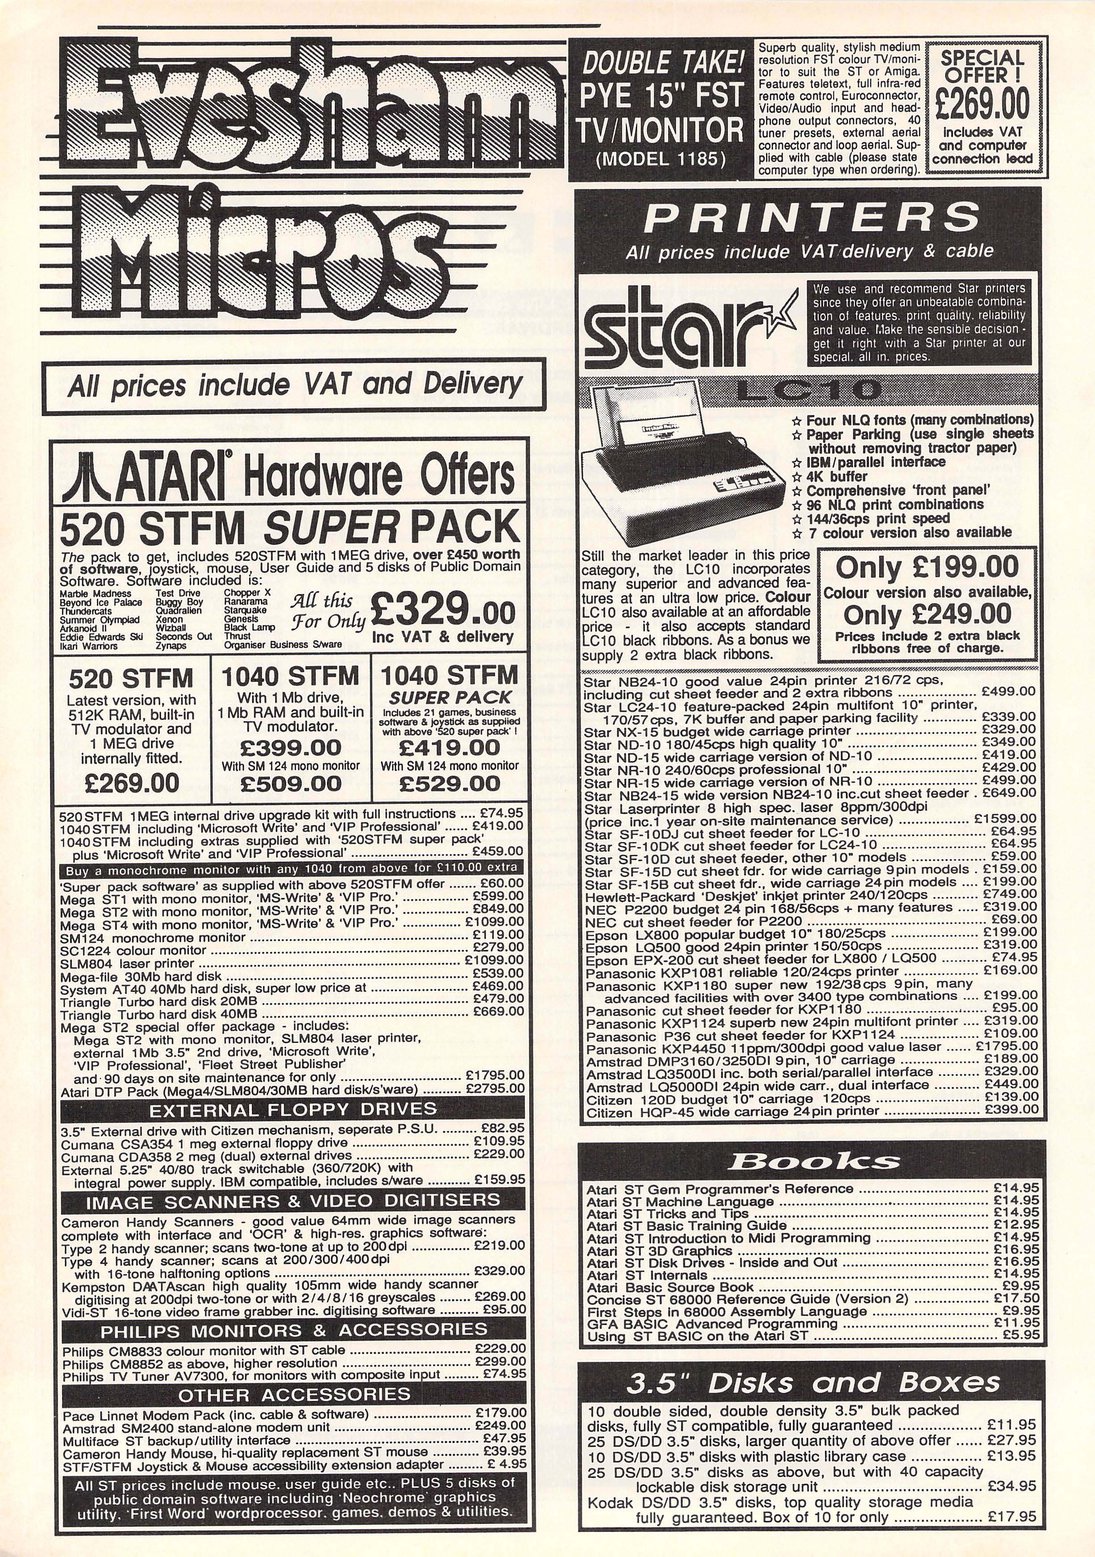 Evesham
Micros
All prices include VAT and Delivery
ATARI® Hardware Offers
520 STFM SUPER PACK
The pack to get, includes 520STFM with 1MEG drive, over £450 worth
of software, joystick, mouse, User Guide and 5 disks of Public Domain
Software. Software included is:
Marble Madness
Beyond Ice Palace
Thundercats
Summer Olympiad
Arkanoid II
Eddie Edwards Ski
Ikari Warriors
Test Drive
Buggy Boy
Quadralien
Xenon
Wizball
Seconds Out
Zynaps
Chopper X
Ranarama
Starquake
Genesis
Black Lamp
Thrust
Organiser Business S/ware
All this
For Only
£329.00
Inc VAT & delivery
520 STFM
Latest version, with
512K RAM, built-in
TV modulator and
1 MEG drive
internally fitted.
£269.00
1040 STFM
With 1 Mb drive,
1 Mb RAM and built-in
TV modulator.
£399.00
With SM 124 mono monitor
£509.00
1040 STFM
SUPER PACK
Includes 21 games, business
software & joystick as supplied
with above '520 super pack' !
£419.00
With SM 124 mono monitor
£529.00
520STFM 1MEG internal drive upgrade kit with full instructions .... £74.95
1040STFM including 'Microsoft Write' and 'VIP Professional' ...... £419.00
1040STFM including extras supplied with '520STFM super pack'
plus 'Microsoft Write' and 'VIP Professional' ........................ £459.00
Buy a monochrome monitor with any 1040 from above for £110.00 extra
'Super pack software' as supplied with above 520STFM offer ...... £60.00
Mega ST1 with mono monitor, 'MS-Write' & 'VIP Pro.' .................. £599.00
Mega ST2 with mono monitor, 'MS-Write' & 'VIP Pro.' .................. £849.00
Mega ST4 with mono monitor, 'MS-Write' & 'VIP Pro.' ................ £1099.00
SM124 monochrome monitor ............................................ £119.00
SC1224 colour monitor .................................................. £279.00
SLM804 laser printer .................................................. £1099.00
Mega-file 30Mb hard disk .............................................. £539.00
System AT40 40Mb hard disk, super low price at ...................... £469.00
Triangle Turbo hard disk 20MB ........................................ £479.00
Triangle Turbo hard disk 40MB ........................................ £669.00
Mega ST2 special offer package - includes:
Mega ST2 with mono monitor, SLM804 laser printer,
external 1Mb 3.5" 2nd drive, 'Microsoft Write',
'VIP Professional', 'Fleet Street Publisher'
and 90 days on site maintenance for only ........................ £1795.00
Atari DTP Pack (Mega4/SLM804/30MB hard disk/s'ware) ........ £2795.00
EXTERNAL FLOPPY DRIVES
3.5" External drive with Citizen mechanism, seperate P.S.U. ........ £82.95
Cumana CSA354 1 meg external floppy drive ...................... £109.95
Cumana CDA358 2 meg (dual) external drives ...................... £229.00
External 5.25" 40/80 track switchable (360/720K) with
integral power supply. IBM compatible, includes s/ware .......... £159.95
IMAGE SCANNERS & VIDEO DIGITISERS
Cameron Handy Scanners - good value 64mm wide image scanners
complete with interface and 'OCR' & high-res. graphics software:
Type 2 handy scanner; scans two-tone at up to 200dpi .............. £219.00
Type 4 handy scanner; scans at 200/300/400dpi
with 16-tone halftoning options .................................... £329.00
Kempston DAATAscan high quality 105mm wide handy scanner
digitising at 200dpi two-tone or with 2/4/8/16 greyscales ....... £269.00
Vidi-ST 16-tone video frame grabber inc. digitising software ........ £95.00
PHILIPS MONITORS & ACCESSORIES
Philips CM8833 colour monitor with ST cable ...................... £229.00
Philips CM8852 as above, higher resolution ........................ £299.00
Philips TV Tuner AV7300, for monitors with composite input ......... £74.95
OTHER ACCESSORIES
Pace Linnet Modem Pack (inc. cable & software) .................... £179.00
Amstrad SM2400 stand-alone modem unit ............................ £249.00
Multiface ST backup/utility interface ................................ £47.95
Cameron Handy Mouse, hi-quality replacement ST mouse ........ £39.95
STF/STFM Joystick & Mouse accessibility extension adapter ........ £ 4.95
All ST prices include mouse, user guide etc., PLUS 5 disks of
public domain software including 'Neochrome' graphics
utility, 'First Word' wordprocessor, games, demos & utilities.
DOUBLE TAKE!
PYE 15" FST
TV/MONITOR
(MODEL 1185)
Superb quality, stylish medium
resolution FST colour TV/moni-
tor to suit the ST or Amiga.
Features teletext, full infra-red
remote control, Euroconnector,
Video/Audio input and head-
phone output connectors, 40
tuner presets, external aerial
connector and loop aerial. Sup-
plied with cable (please state
computer type when ordering).
SPECIAL
OFFER !
£269.00
includes VAT
and computer
connection lead
PRINTERS
All prices include VAT delivery & cable
star
We use and recommend Star printers
since they offer an unbeatable combina-
tion of features, print quality, reliability
and value. Make the sensible decision -
get it right with a Star printer at our
special, all in, prices.
LC10
☆ Four NLQ fonts (many combinations)
☆ Paper Parking (use single sheets
without removing tractor paper)
☆ IBM/parallel interface
☆ 4K buffer
☆ Comprehensive 'front panel'
☆ 96 NLQ print combinations
☆ 144/36cps print speed
☆ 7 colour version also available
Still the market leader in this price
category, the LC10 incorporates
many superior and advanced fea-
tures at an ultra low price. Colour
LC10 also available at an affordable
price - it also accepts standard
LC10 black ribbons. As a bonus we
supply 2 extra black ribbons.
Only £199.00
Colour version also available,
Only £249.00
Prices include 2 extra black
ribbons free of charge.
Star NB24-10 good value 24pin printer 216/72 cps,
including cut sheet feeder and 2 extra ribbons .................. £499.00
Star LC24-10 feature-packed 24pin multifont 10" printer,
170/57cps, 7K buffer and paper parking facility .............. £339.00
Star NX-15 budget wide carriage printer ........................ £329.00
Star ND-10 180/45cps high quality 10" .......................... £349.00
Star ND-15 wide carriage version of ND-10 .................... £419.00
Star NR-10 240/60cps professional 10" .......................... £429.00
Star NR-15 wide carriage version of NR-10 .................... £499.00
Star NB24-15 wide version NB24-10 inc.cut sheet feeder . £649.00
Star Laserprinter 8 high spec. laser 8ppm/300dpi
(price inc.1 year on-site maintenance service) .............. £1599.00
Star SF-10DJ cut sheet feeder for LC-10 ........................ £64.95
Star SF-10DK cut sheet feeder for LC24-10 .................... £64.95
Star SF-10D cut sheet feeder, other 10" models .............. £59.00
Star SF-15D cut sheet fdr. for wide carriage 9pin models . £159.00
Star SF-15B cut sheet fdr., wide carriage 24pin models .... £199.00
Hewlett-Packard 'Deskjet' inkjet printer 240/120cps .......... £749.00
NEC P2200 budget 24 pin 168/56cps + many features ..... £319.00
NEC cut sheet feeder for P2200 .................................. £69.00
Epson LX800 popular budget 10" 180/25cps .................. £199.00
Epson LQ500 good 24pin printer 150/50cps .................... £319.00
Epson EPX-200 cut sheet feeder for LX800 / LQ500 ......... £74.95
Panasonic KXP1081 reliable 120/24cps printer ................ £169.00
Panasonic KXP1180 super new 192/38cps 9pin, many
advanced facilities with over 3400 type combinations .... £199.00
Panasonic cut sheet feeder for KXP1180 ........................ £95.00
Panasonic KXP1124 superb new 24pin multifont printer .... £319.00
Panasonic P36 cut sheet feeder for KXP1124 .................. £109.00
Panasonic KXP4450 11ppm/300dpi good value laser ...... £1795.00
Amstrad DMP3160/3250DI 9pin, 10" carriage .................. £189.00
Amstrad LQ3500DI inc. both serial/parallel interface ........ £329.00
Amstrad LQ5000DI 24pin wide carr., dual interface .......... £449.00
Citizen 120D budget 10" carriage 120cps ...................... £139.00
Citizen HQP-45 wide carriage 24pin printer .................... £399.00
Books
Atari ST Gem Programmer's Reference ........................ £14.95
Atari ST Machine Language ...................................... £14.95
Atari ST Tricks and Tips .......................................... £14.95
Atari ST Basic Training Guide .................................... £12.95
Atari ST Introduction to Midi Programming .................... £14.95
Atari ST 3D Graphics .............................................. £16.95
Atari ST Disk Drives - Inside and Out .......................... £16.95
Atari ST Internals .................................................. £14.95
Atari Basic Source Book .......................................... £9.95
Concise ST 68000 Reference Guide (Version 2) .............. £17.50
First Steps in 68000 Assembly Language ...................... £9.95
GFA BASIC Advanced Programming ............................ £11.95
Using ST BASIC on the Atari ST ................................ £5.95
3.5" Disks and Boxes
10 double sided, double density 3.5" bulk packed
disks, fully ST compatible, fully guaranteed .................. £11.95
25 DS/DD 3.5" disks, larger quantity of above offer ...... £27.95
10 DS/DD 3.5" disks with plastic library case ................ £13.95
25 DS/DD 3.5" disks as above, but with 40 capacity
lockable disk storage unit ...................................... £34.95
Kodak DS/DD 3.5" disks, top quality storage media
fully guaranteed. Box of 10 for only .................... £17.95